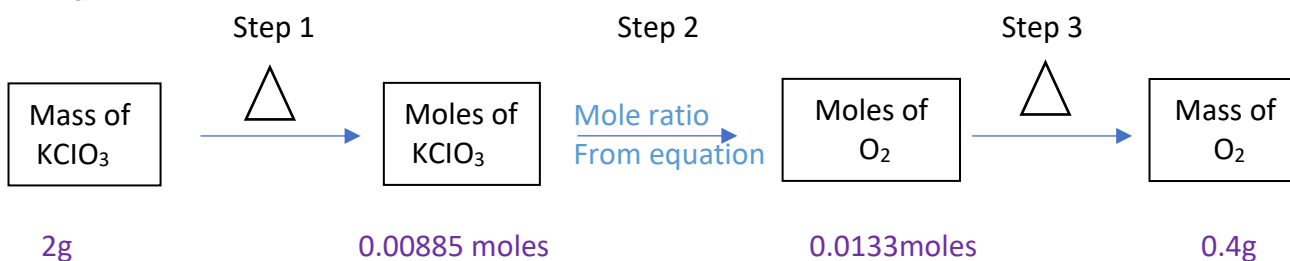 Step 1
Step 2
Step 3
Mass of
KClO₃
Moles of
KClO₃
Mole ratio
From equation
Moles of
O₂
Mass of
O₂
2g
0.00885 moles
0.0133moles
0.4g